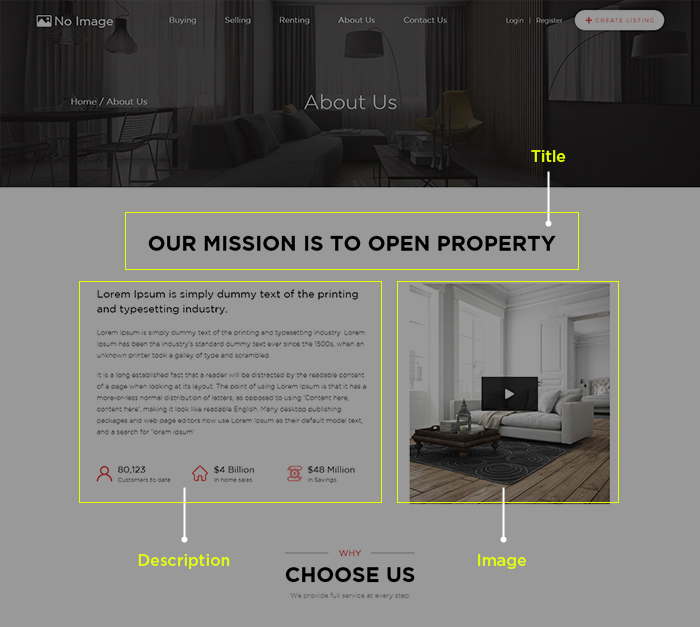 No Image
Buying Selling Renting About Us Contact Us
Login | Register
CREATE LISTING
Home / About Us
About Us
Title
OUR MISSION IS TO OPEN PROPERTY
Lorem Ipsum is simply dummy text of the printing
and typesetting industry.
Lorem Ipsum is simply dummy text of the printing and typesetting industry. Lorem
Ipsum has been the industry's standard dummy text ever since the 1500s, when an
unknown printer took a galley of type and scrambled.
It is a long established fact that a reader will be distracted by the readable content
of a page when looking at its layout. The point of using Lorem Ipsum is that it has a
more-or-less normal distribution of letters, as opposed to using 'Content here,
content here', making it look like readable English. Many desktop publishing
packages and web page editors now use Lorem Ipsum as their default model text,
and a search for 'lorem ipsum'
80,123
Customers to date
$4 Billion
in home sales
$48 Million
in Savings
Description
Image
WHY
CHOOSE US
We provide full service at every step.